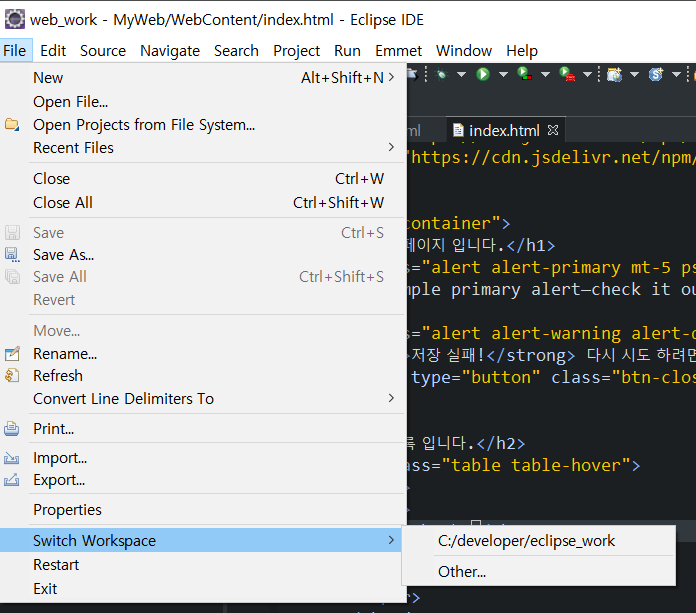 web_work - MyWeb/WebContent/index.html - Eclipse IDE
File Edit Source Navigate Search Project Run Emmet Window Help
New Alt+Shift+N
Open File...
Open Projects from File System...
Recent Files
ml index.html
"https://cdn.jsdelivr.net/npm/
Close Ctrl+W
Close All Ctrl+Shift+W
container">
Save Ctrl+S
페이지 입니다.</h1>
Save As...
s="alert alert-primary mt-5 ps
Save All Ctrl+Shift+S
mple primary alert—check it ou
Revert
Move...
s="alert alert-warning alert-d
Rename...
>저장 실패!</strong> 다시 시도 하려면
Refresh
type="button" class="btn-clos
Convert Line Delimiters To
Print...
입니다.</h2>
Import...
ass="table table-hover">
Export...
>
Properties
>
Switch Workspace
C:/developer/eclipse_work
Restart
Other...
Exit
>